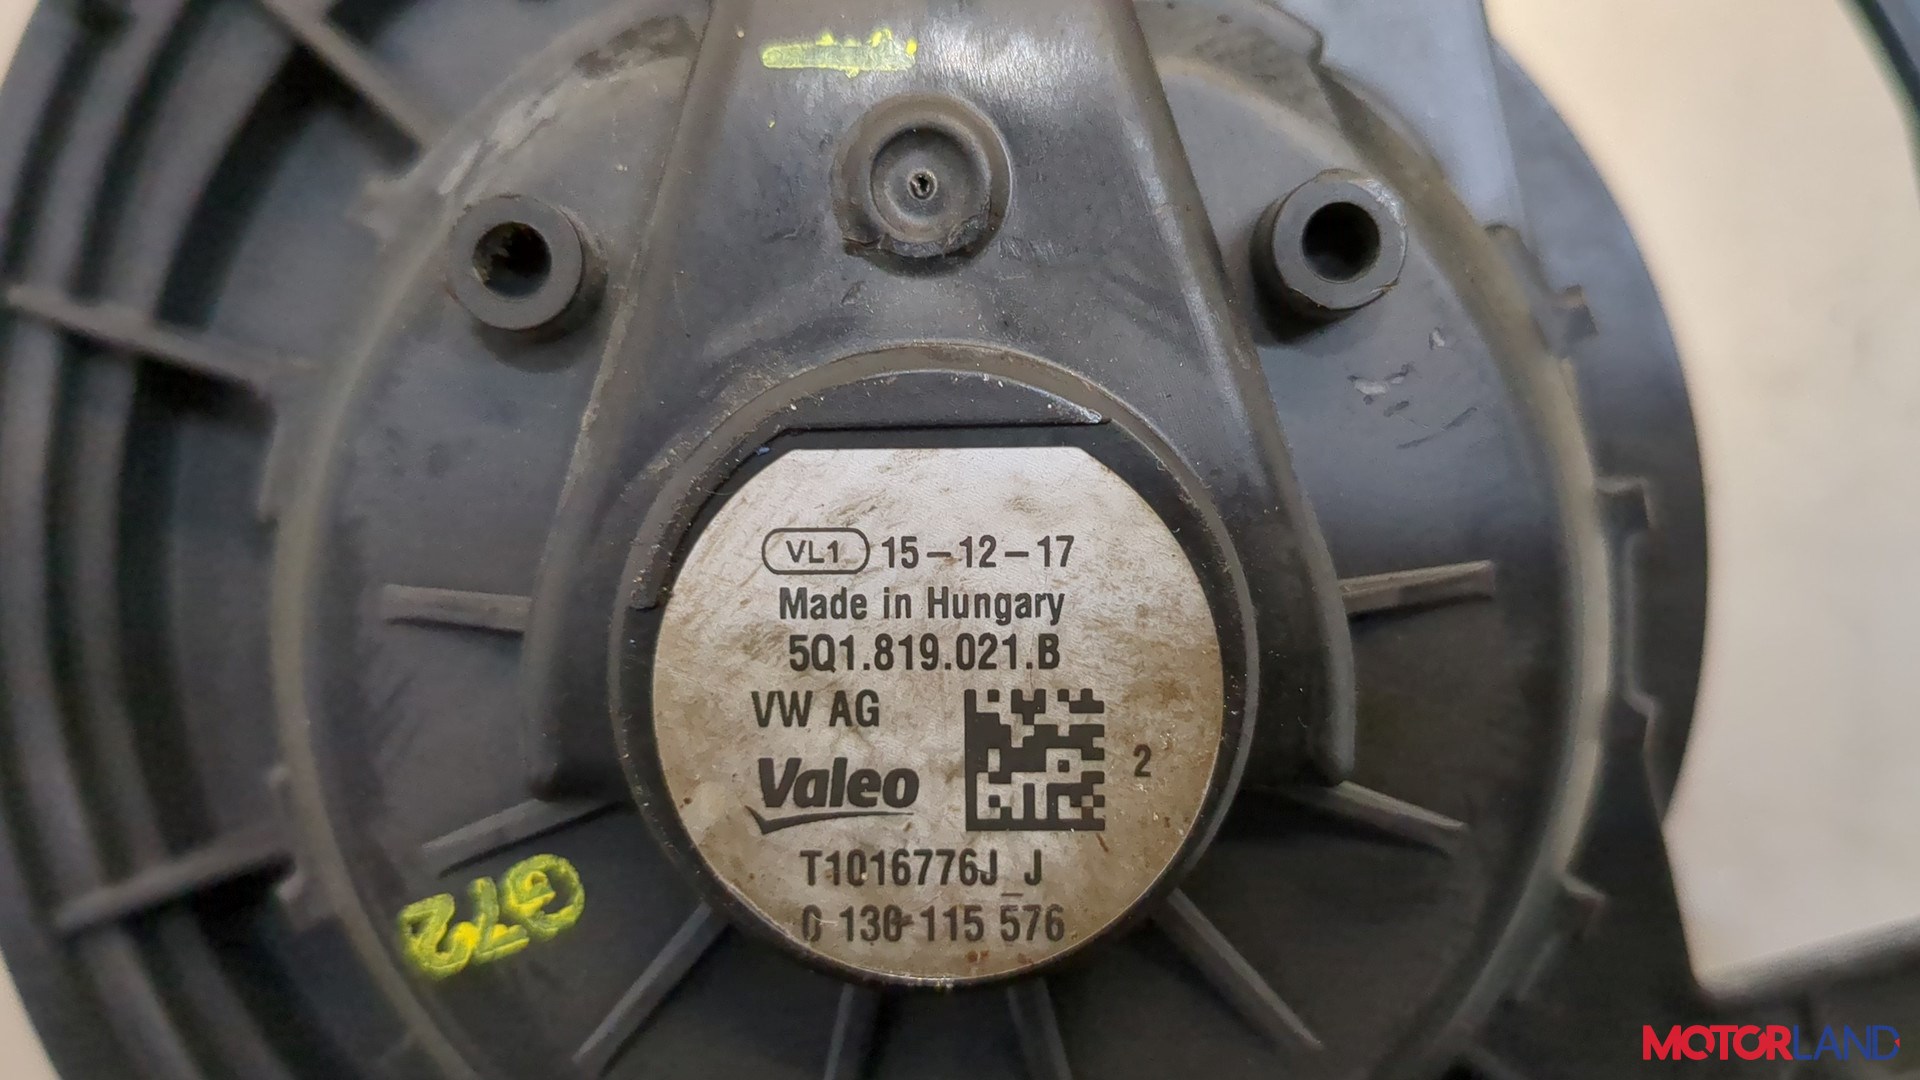 VL1 15-12-17
Made in Hungary
5Q1.819.021.B
VW AG
Valeo
2
T1016776J_J
0 130 115 576
G72
MOTORLAND